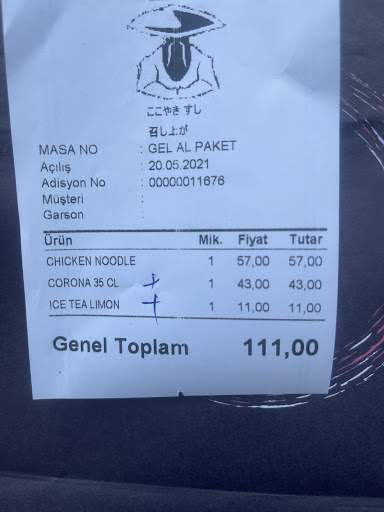 ここやき すし
召し上が
MASA NO : GEL AL PAKET
Açılış : 20.05.2021
Adisyon No : 00000011676
Müşteri :
Garson :
Ürün Mik. Fiyat Tutar
CHICKEN NOODLE 1 57,00 57,00
CORONA 35 CL + 1 43,00 43,00
ICE TEA LIMON + 1 11,00 11,00
Genel Toplam 111,00